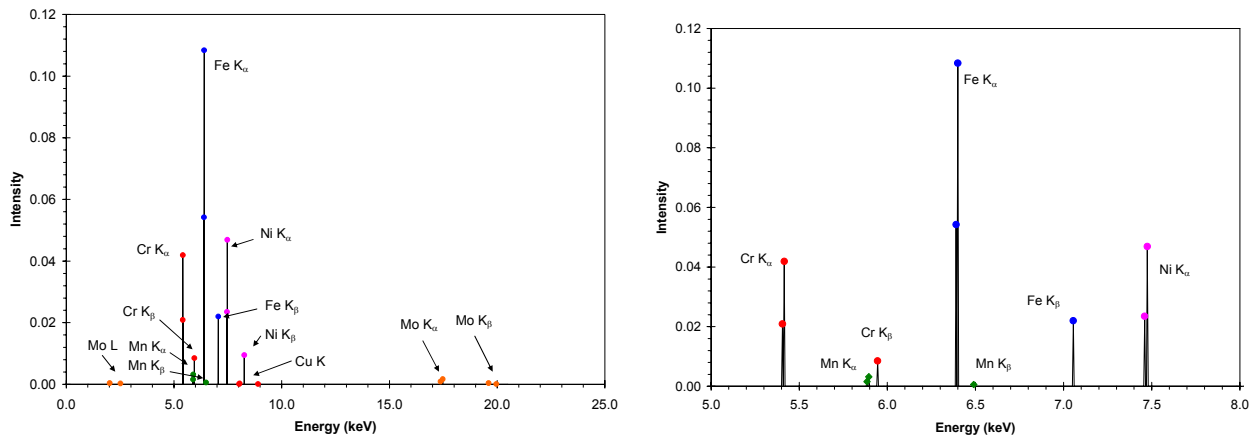 0.12
0.10
0.08
0.06
0.04
0.02
0.00
Intensity
Fe Kα
Ni Kα
Cr Kα
Cr Kβ
Fe Kβ
Mn Kα
Ni Kβ
Mo L
Mn Kβ
Cu K
Mo Kα
Mo Kβ
0.0 5.0 10.0 15.0 20.0 25.0
Energy (keV)
0.12
0.10
0.08
0.06
0.04
0.02
0.00
Intensity
Fe Kα
Cr Kα
Ni Kα
Fe Kβ
Cr Kβ
Mn Kα
Mn Kβ
5.0 5.5 6.0 6.5 7.0 7.5 8.0
Energy (keV)